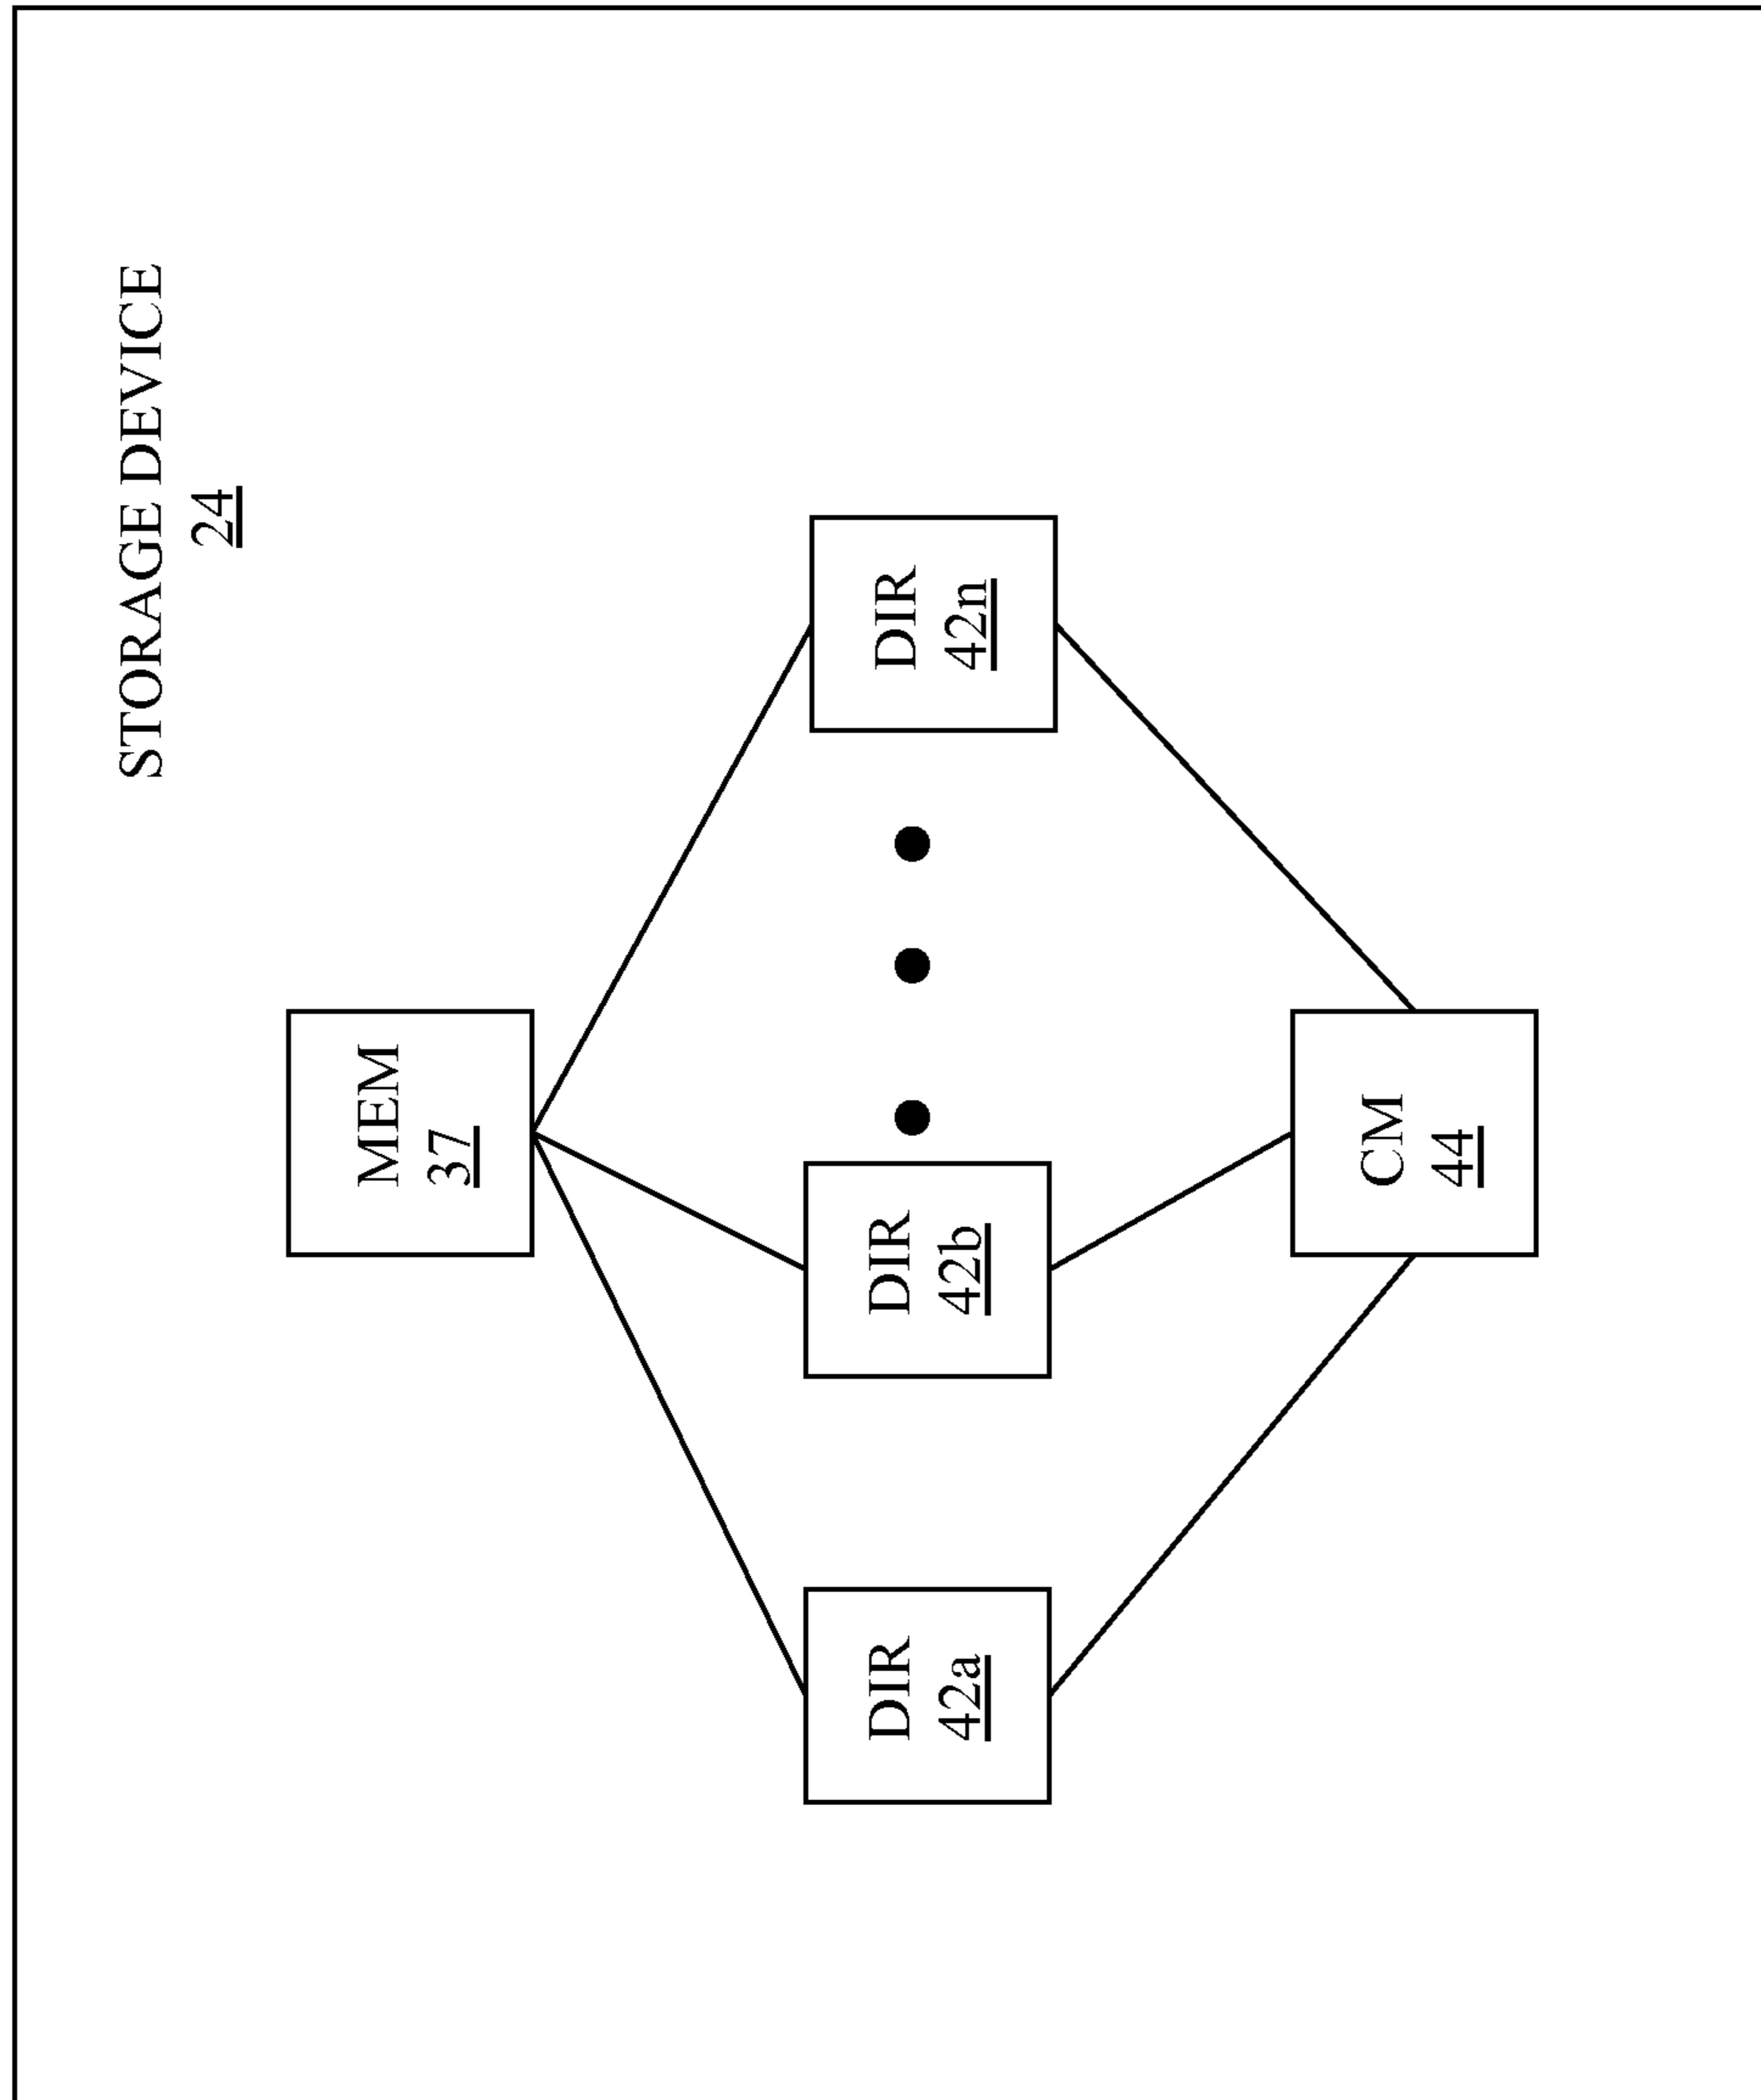 STORAGE DEVICE
24
MEM
37
DIR
42a
DIR
42b
DIR
42n
CM
44